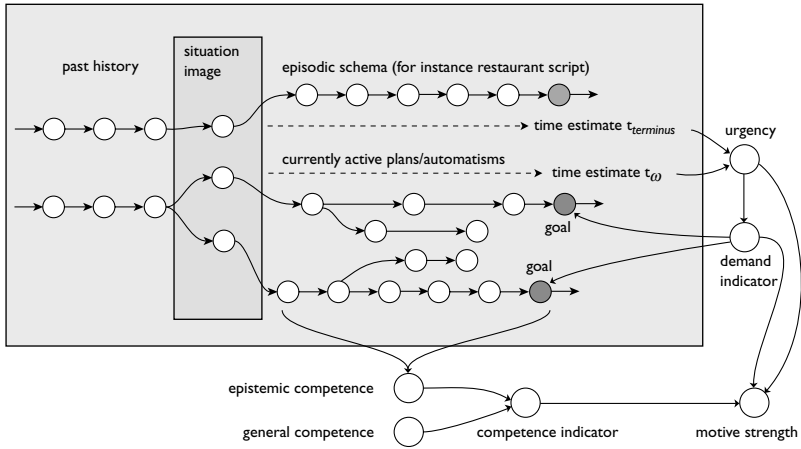 situation
image
past history
episodic schema (for instance restaurant script)
time estimate t_terminus
urgency
currently active plans/automatisms
time estimate t_ω
goal
goal
demand
indicator
epistemic competence
general competence
competence indicator
motive strength